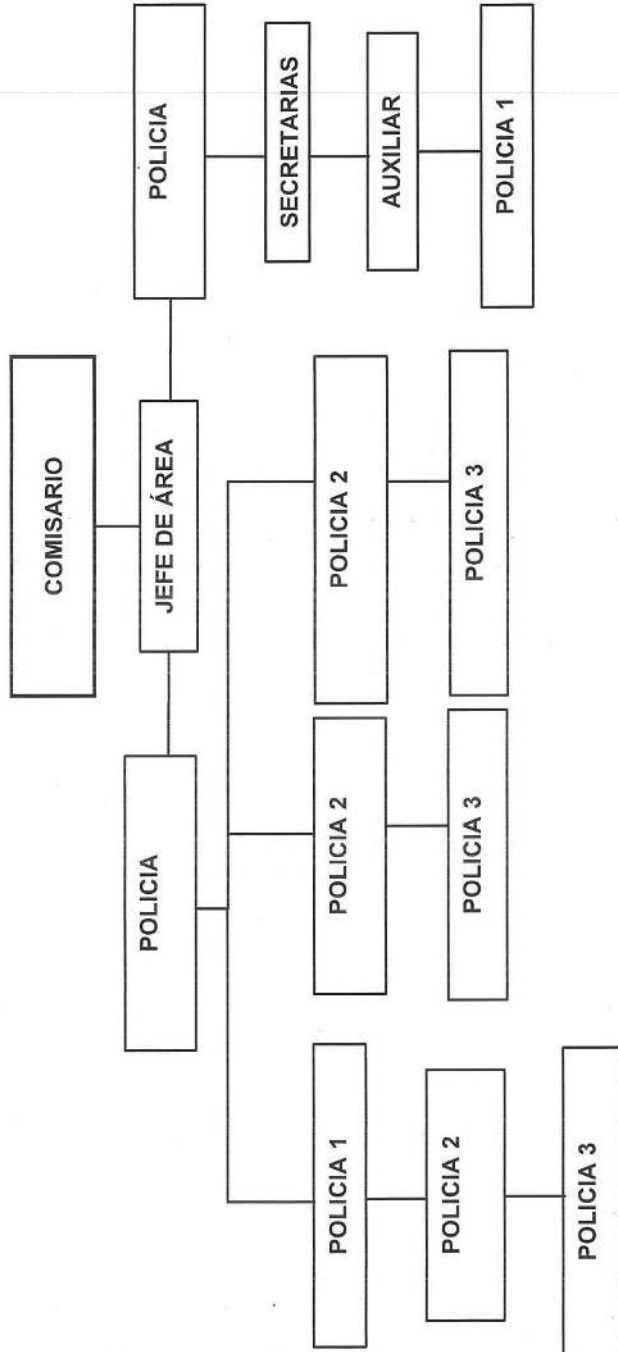 COMISARIO
POLICIA
JEFE DE ÁREA
POLICIA
SECRETARIAS
AUXILIAR
POLICIA 1
POLICIA 1
POLICIA 2
POLICIA 3
POLICIA 2
POLICIA 3
POLICIA 2
POLICIA 3